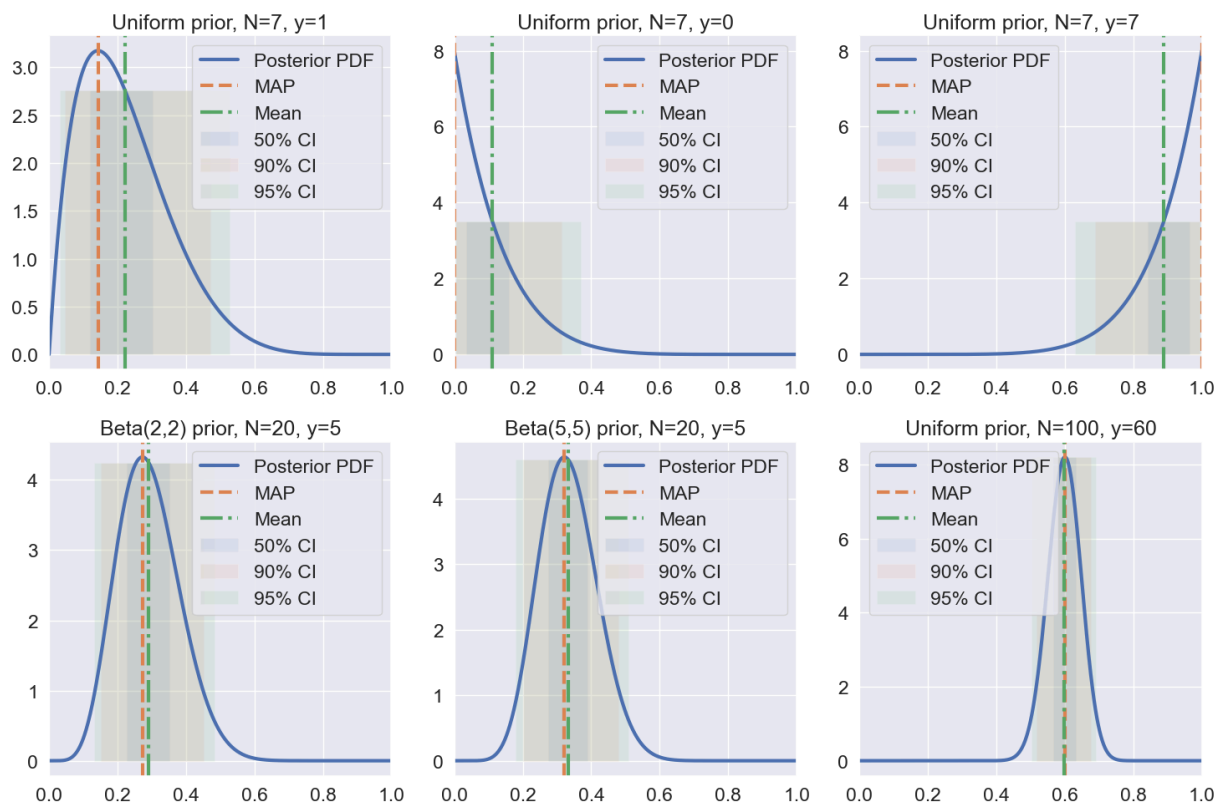 Uniform prior, N=7, y=1
3.0
2.5
2.0
1.5
1.0
0.5
0.0
Posterior PDF
MAP
Mean
50% CI
90% CI
95% CI
0.0 0.2 0.4 0.6 0.8 1.0
Uniform prior, N=7, y=0
8
6
4
2
0
Posterior PDF
MAP
Mean
50% CI
90% CI
95% CI
0.0 0.2 0.4 0.6 0.8 1.0
Uniform prior, N=7, y=7
8
6
4
2
0
Posterior PDF
MAP
Mean
50% CI
90% CI
95% CI
0.0 0.2 0.4 0.6 0.8 1.0
Beta(2,2) prior, N=20, y=5
4
3
2
1
0
Posterior PDF
MAP
Mean
50% CI
90% CI
95% CI
0.0 0.2 0.4 0.6 0.8 1.0
Beta(5,5) prior, N=20, y=5
4
3
2
1
0
Posterior PDF
MAP
Mean
50% CI
90% CI
95% CI
0.0 0.2 0.4 0.6 0.8 1.0
Uniform prior, N=100, y=60
8
6
4
2
0
Posterior PDF
MAP
Mean
50% CI
90% CI
95% CI
0.0 0.2 0.4 0.6 0.8 1.0